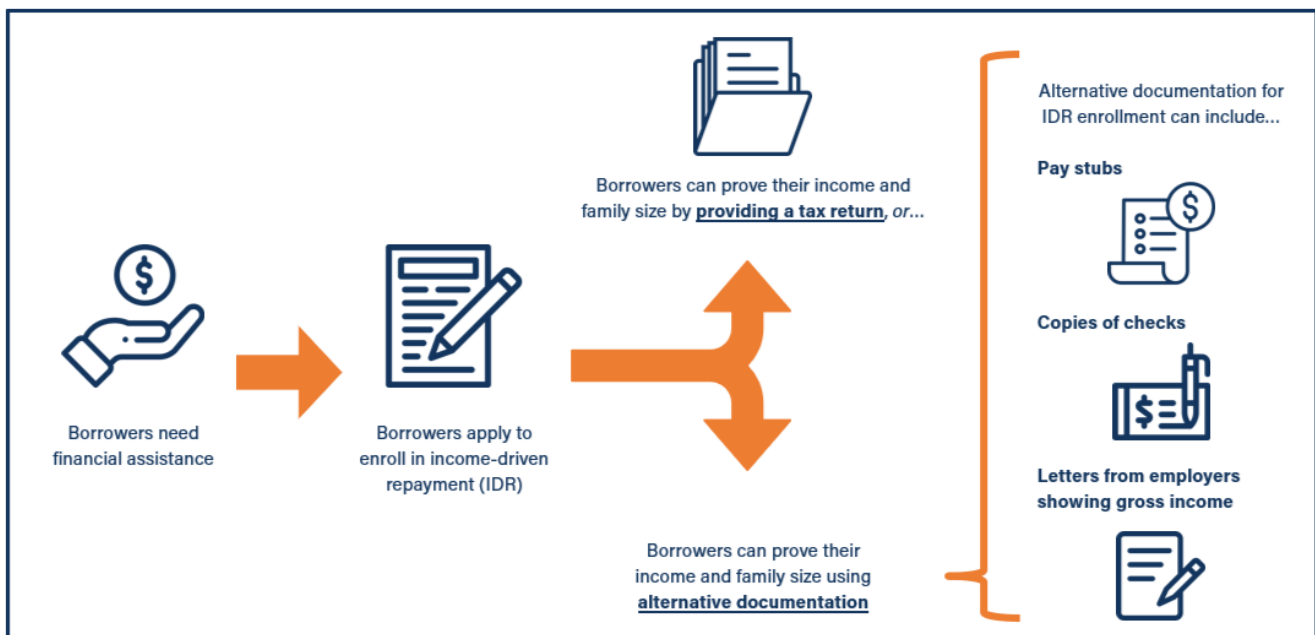 Borrowers need
financial assistance
Borrowers apply to
enroll in income-driven
repayment (IDR)
Borrowers can prove their income and
family size by providing a tax return, or...
Borrowers can prove their
income and family size using
alternative documentation
Alternative documentation for
IDR enrollment can include...
Pay stubs
$
Copies of checks
$
Letters from employers
showing gross income
$